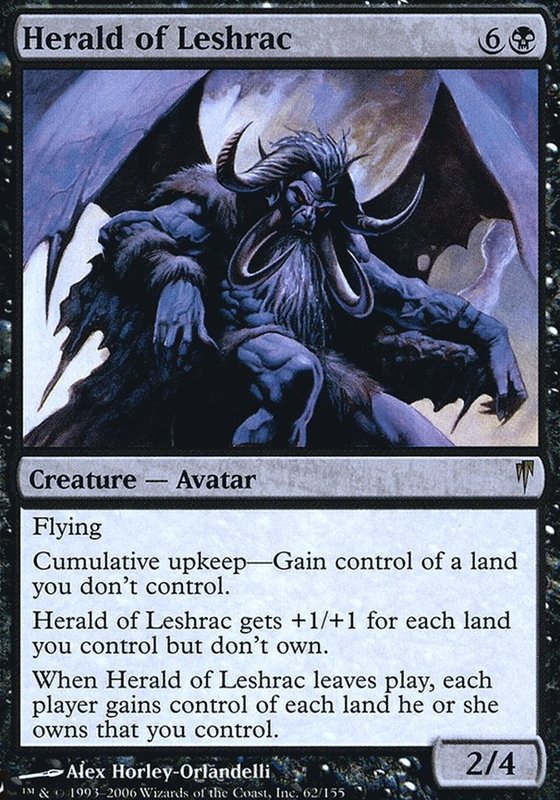 Herald of Leshrac 6
Creature — Avatar
Flying
Cumulative upkeep—Gain control of a land
you don't control.
Herald of Leshrac gets +1/+1 for each land
you control but don't own.
When Herald of Leshrac leaves play, each
player gains control of each land he or she
owns that you control.
Alex Horley-Orlandelli
2/4
™ & © 1993–2006 Wizards of the Coast, Inc. 62/155